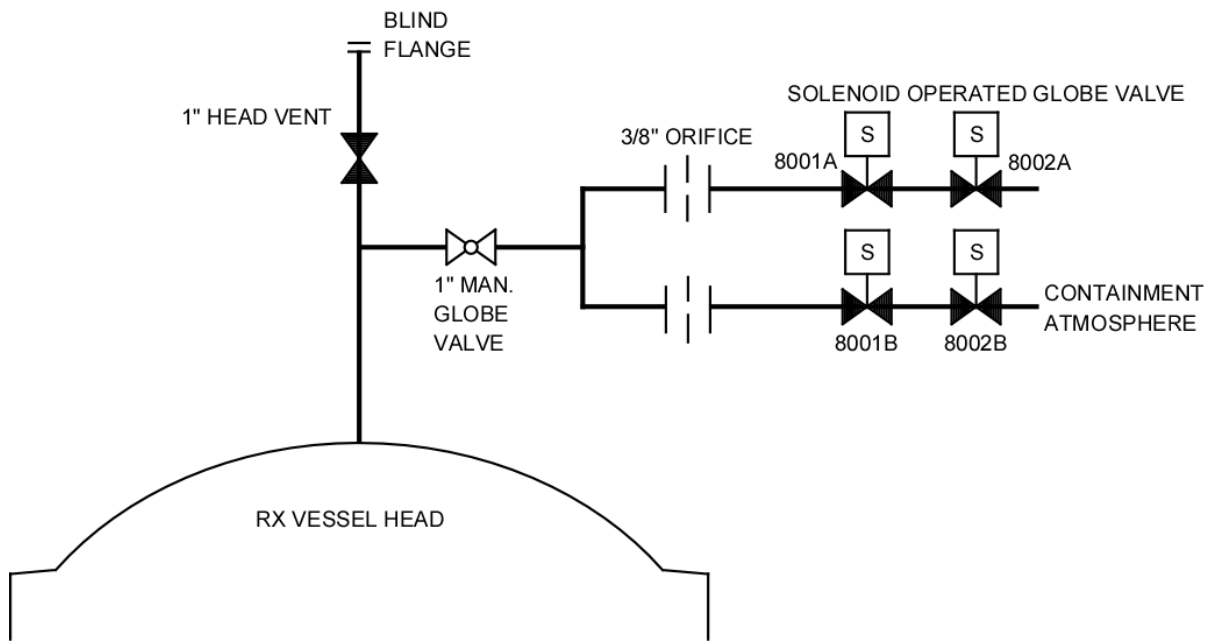 BLIND
FLANGE
1" HEAD VENT
SOLENOID OPERATED GLOBE VALVE
3/8" ORIFICE
S
S
8001A
8002A
S
S
1" MAN.
GLOBE
VALVE
CONTAINMENT
ATMOSPHERE
8001B
8002B
RX VESSEL HEAD